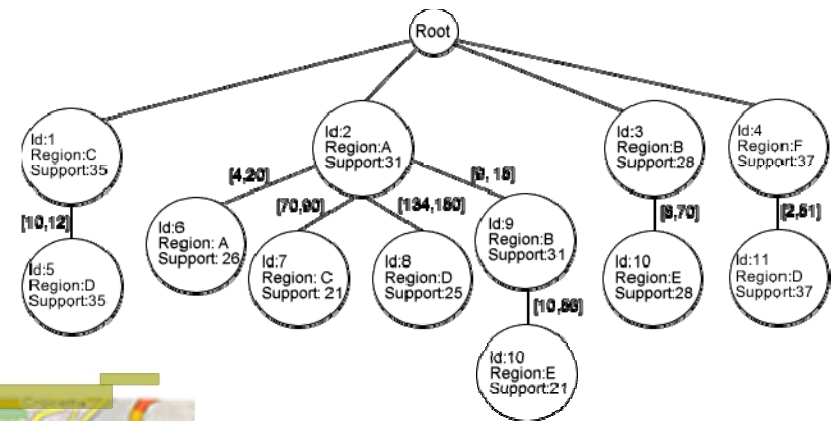 Root
Id:1
Region:C
Support:35
Id:2
Region:A
Support:31
Id:3
Region:B
Support:28
Id:4
Region:F
Support:37
[4,20]
[9, 15]
[70,90]
[134,150]
[10,12]
[2,51]
Id:6
Region: A
Support: 26
Id:7
Region: C
Support: 21
Id:8
Region:D
Support:25
Id:9
Region:B
Support:31
Id:5
Region:D
Support:35
Id:10
Region:E
Support:28
Id:11
Region:D
Support:37
Id:10
Region:E
Support:21